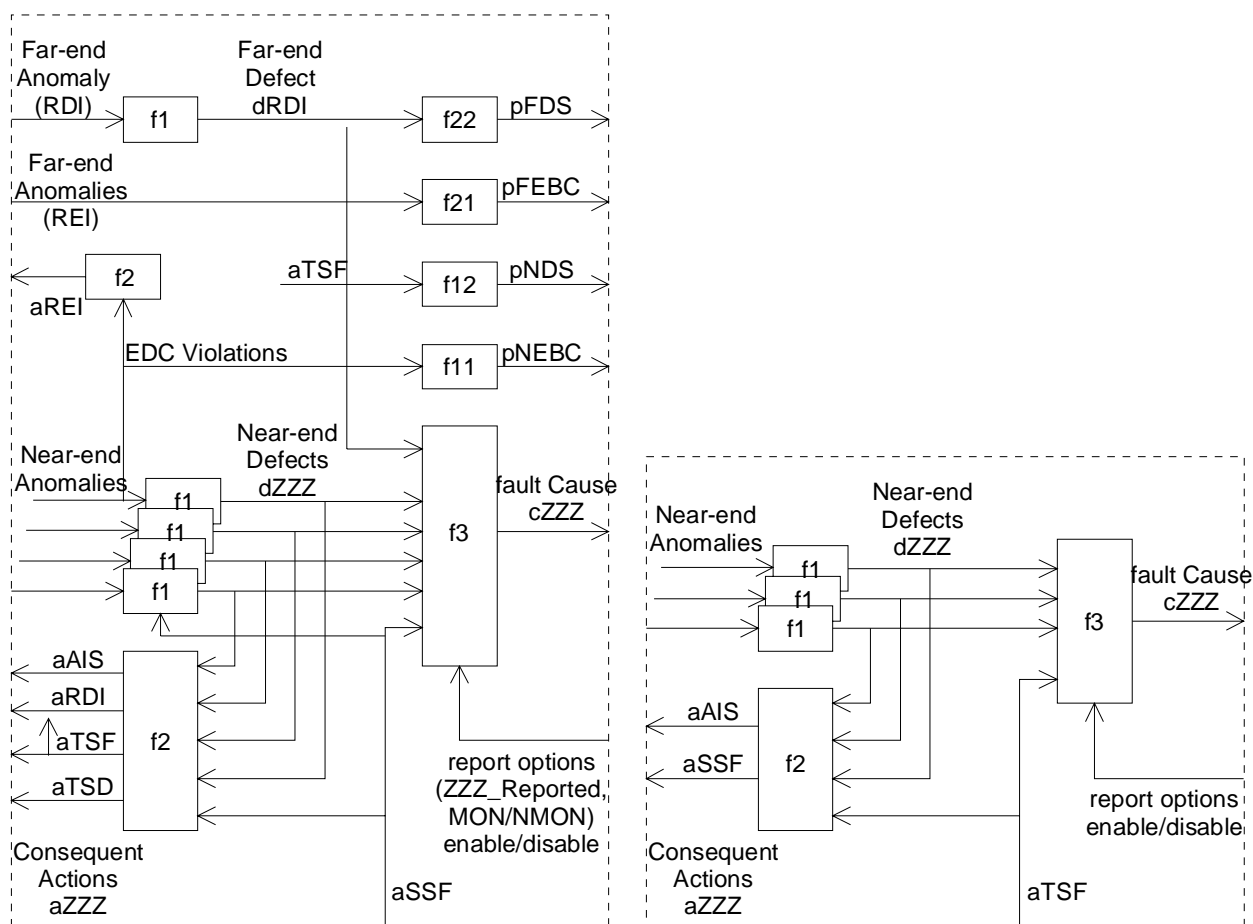 Far-end
Anomaly
(RDI)
Far-end
Defect
dRDI
f1
f22
pFDS
Far-end
Anomalies
(REI)
f21
pFEBC
f2
aREI
aTSF
f12
pNDS
EDC Violations
f11
pNEBC
Near-end
Anomalies
Near-end
Defects
dZZZ
f1
f1
f1
f1
f3
fault Cause
cZZZ
aAIS
aRDI
aTSF
aTSD
f2
report options
(ZZZ_Reported,
MON/NMON)
enable/disable
Consequent
Actions
aZZZ
aSSF
Near-end
Anomalies
Near-end
Defects
dZZZ
f1
f1
f1
f3
fault Cause
cZZZ
aAIS
aSSF
f2
report options
enable/disable
Consequent
Actions
aZZZ
aTSF